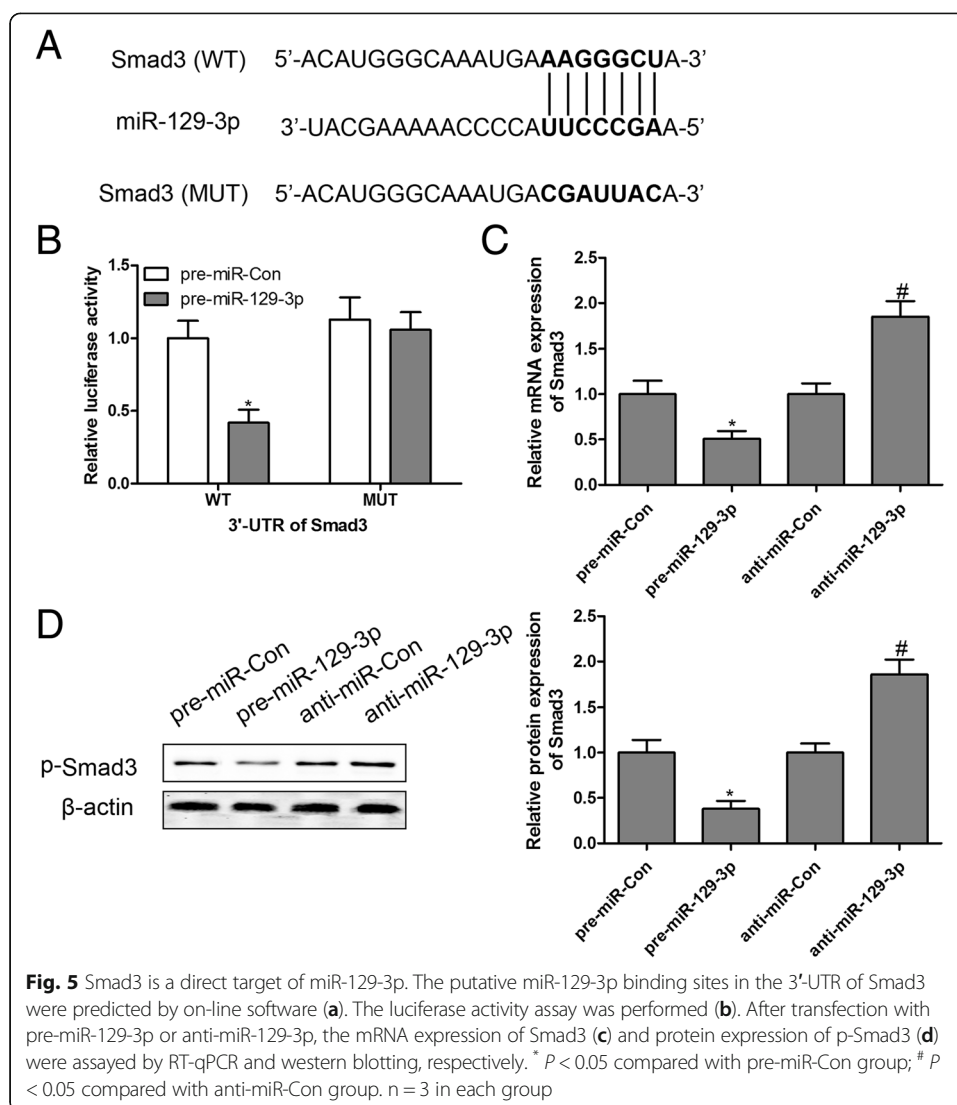 A
Smad3 (WT) 5’-ACAUGGGCAAAUGAAAGGGCUA-3’
miR-129-3p 3’-UACGAAAAACCCCAUUCCCGAA-5’
Smad3 (MUT) 5’-ACAUGGGCAAAUGACGAUUACA-3’
B
Relative luciferase activity
1.5
1.0
0.5
0.0
pre-miR-Con
pre-miR-129-3p
*
WT MUT
3'-UTR of Smad3
C
Relative mRNA expression
of Smad3
2.5
2.0
1.5
1.0
0.5
0.0
*
#
pre-miR-Con
pre-miR-129-3p
anti-miR-Con
anti-miR-129-3p
D
pre-miR-Con
pre-miR-129-3p
anti-miR-Con
anti-miR-129-3p
p-Smad3
β-actin
Relative protein expression
of Smad3
2.5
2.0
1.5
1.0
0.5
0.0
*
#
pre-miR-Con
pre-miR-129-3p
anti-miR-Con
anti-miR-129-3p
Fig. 5 Smad3 is a direct target of miR-129-3p. The putative miR-129-3p binding sites in the 3′-UTR of Smad3
were predicted by on-line software (a). The luciferase activity assay was performed (b). After transfection with
pre-miR-129-3p or anti-miR-129-3p, the mRNA expression of Smad3 (c) and protein expression of p-Smad3 (d)
were assayed by RT-qPCR and western blotting, respectively. * P < 0.05 compared with pre-miR-Con group; # P
< 0.05 compared with anti-miR-Con group. n = 3 in each group